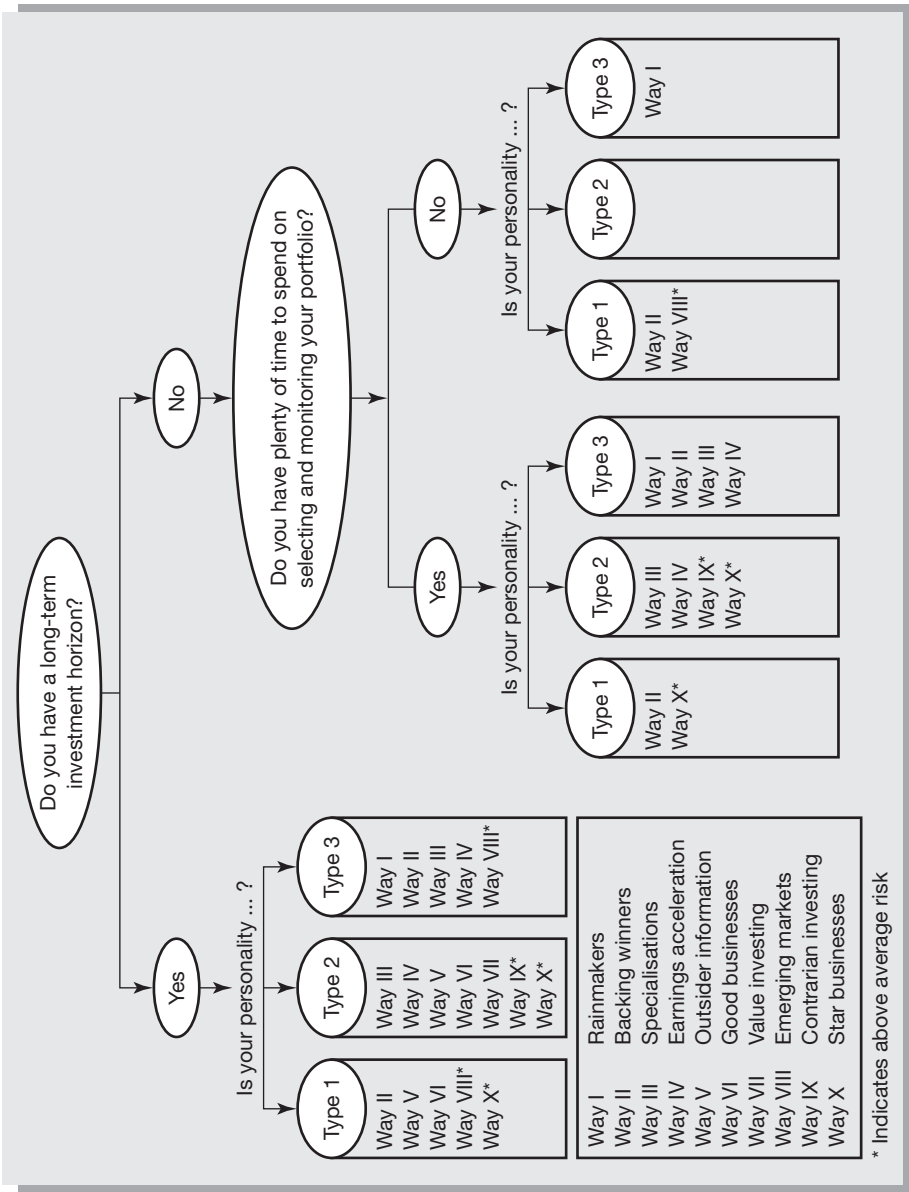 Do you have a long-term
investment horizon?
Yes
No
Is your personality ... ?
Type 1
Way II
Way V
Way VI
Way VIII*
Way X*
Type 2
Way III
Way IV
Way V
Way VI
Way VII
Way IX*
Way X*
Type 3
Way I
Way II
Way III
Way IV
Way VIII*
Do you have plenty of time to spend on
selecting and monitoring your portfolio?
Yes
No
Is your personality ... ?
Type 1
Way II
Way X*
Type 2
Way III
Way IV
Way IX*
Way X*
Type 3
Way I
Way II
Way III
Way IV
Is your personality ... ?
Type 1
Way II
Way VIII*
Type 2
Type 3
Way I
Way I Rainmakers
Way II Backing winners
Way III Specialisations
Way IV Earnings acceleration
Way V Outsider information
Way VI Good businesses
Way VII Value investing
Way VIII Emerging markets
Way IX Contrarian investing
Way X Star businesses
* Indicates above average risk